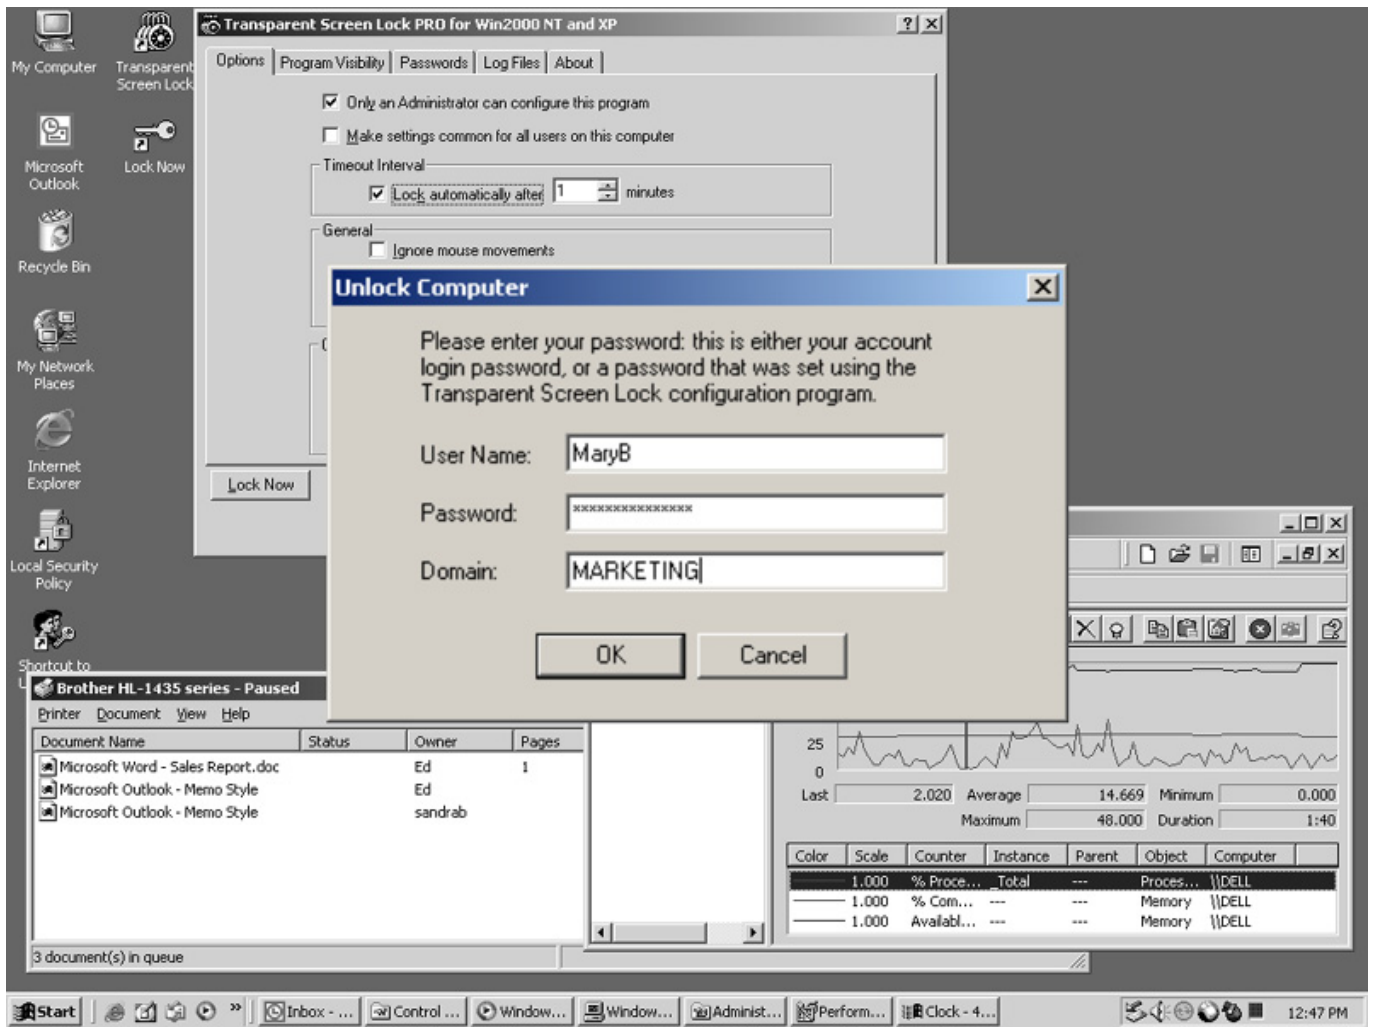 My Computer
Transparent
Screen Lock
Microsoft
Outlook
Lock Now
Recycle Bin
My Network
Places
Internet
Explorer
Local Security
Policy
Shortcut to
Transparent Screen Lock PRO for Win2000 NT and XP
Options Program Visibility Passwords Log Files About
Only an Administrator can configure this program
Make settings common for all users on this computer
Timeout Interval
Lock automatically after 1 minutes
General
Ignore mouse movements
Lock Now
Unlock Computer
Please enter your password: this is either your account
login password, or a password that was set using the
Transparent Screen Lock configuration program.
User Name: MaryB
Password: ***************
Domain: MARKETING
OK Cancel
Brother HL-1435 series - Paused
Printer Document View Help
Document Name Status Owner Pages
Microsoft Word - Sales Report.doc Ed 1
Microsoft Outlook - Memo Style Ed
Microsoft Outlook - Memo Style sandrab
3 document(s) in queue
25
0
Last 2.020 Average 14.669 Minimum 0.000
Maximum 48.000 Duration 1:40
Color Scale Counter Instance Parent Object Computer
1.000 % Proce... _Total --- Proces... \\DELL
1.000 % Com... --- --- Memory \\DELL
1.000 Availabl... --- --- Memory \\DELL
Start » Inbox - ... Control ... Window... Window... Administ... Perform... Clock - 4... 12:47 PM